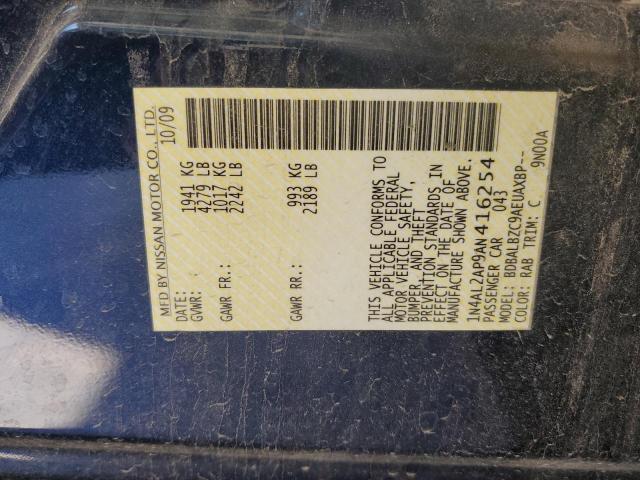 MFD BY NISSAN MOTOR CO., LTD.
DATE: 10/09
GVWR: 1941 KG
4279 LB
GAWR FR.: 1017 KG
2242 LB
GAWR RR.: 993 KG
2189 LB
THIS VEHICLE CONFORMS TO
ALL APPLICABLE FEDERAL
MOTOR VEHICLE SAFETY,
BUMPER, AND THEFT
PREVENTION STANDARDS IN
EFFECT ON THE DATE OF
MANUFACTURE SHOWN ABOVE.
1N4AL2AP9AN416254
PASSENGER CAR 043
MODEL: BDBALBZC9AEUAXBP--
COLOR: RAB TRIM: C 9N00A